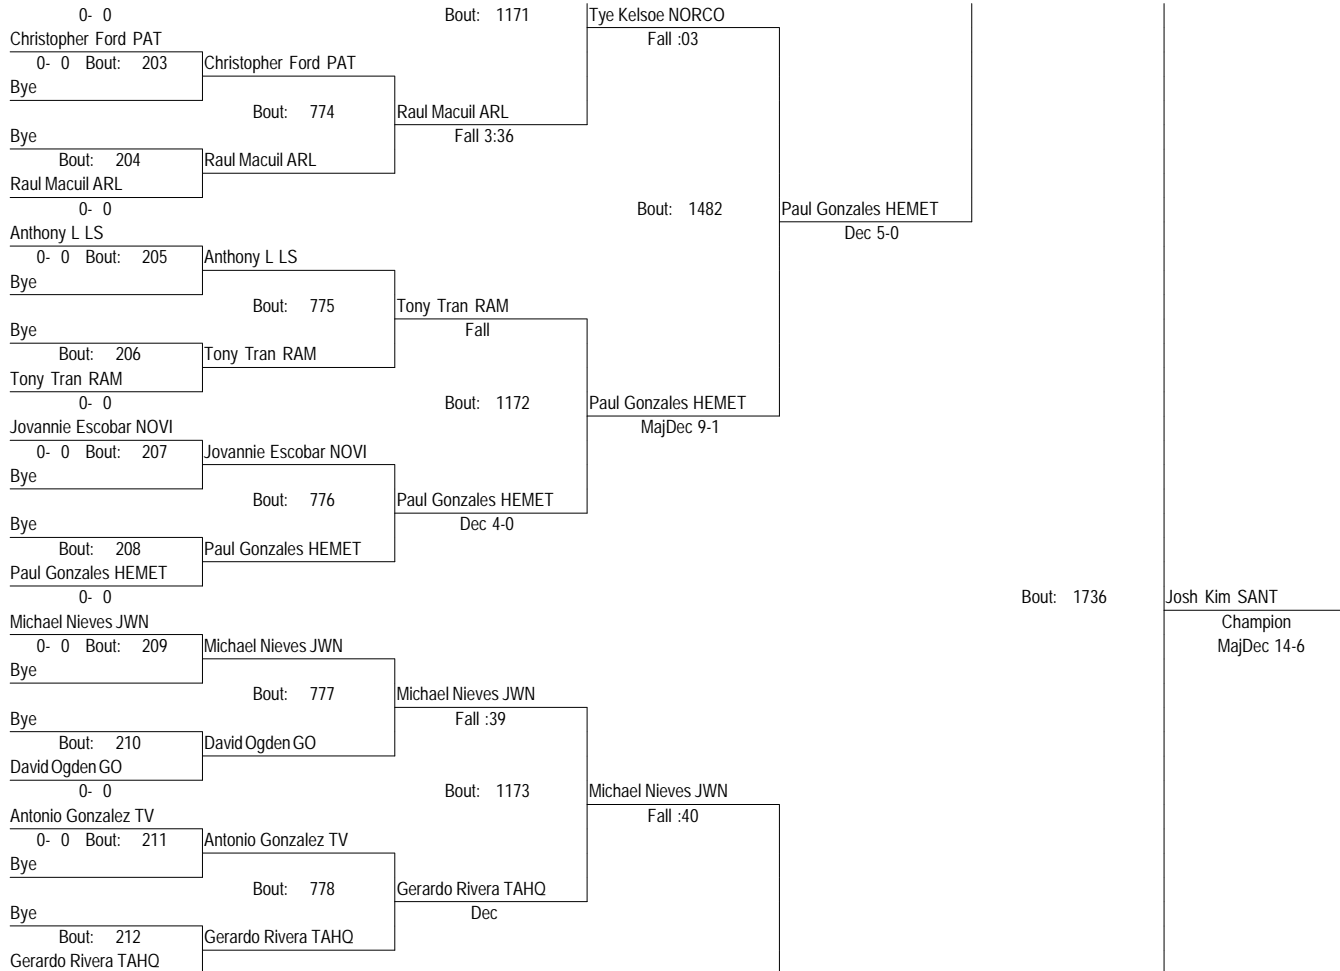 0- 0 Bout: 1171 Tye Kelsoe NORCO
Christopher Ford PAT Fall :03
0- 0 Bout: 203 Christopher Ford PAT
Bye
Bout: 774 Raul Macuil ARL
Bye Fall 3:36
Bout: 204 Raul Macuil ARL
Raul Macuil ARL
0- 0 Bout: 1482 Paul Gonzales HEMET
Anthony L LS Dec 5-0
0- 0 Bout: 205 Anthony L LS
Bye
Bout: 775 Tony Tran RAM
Bye Fall
Bout: 206 Tony Tran RAM
Tony Tran RAM
0- 0 Bout: 1172 Paul Gonzales HEMET
Jovannie Escobar NOVI MajDec 9-1
0- 0 Bout: 207 Jovannie Escobar NOVI
Bye
Bout: 776 Paul Gonzales HEMET
Bye Dec 4-0
Bout: 208 Paul Gonzales HEMET
Paul Gonzales HEMET
0- 0 Bout: 1736 Josh Kim SANT
Michael Nieves JWN Champion
0- 0 Bout: 209 Michael Nieves JWN MajDec 14-6
Bye
Bout: 777 Michael Nieves JWN
Bye Fall :39
Bout: 210 David Ogden GO
David Ogden GO
0- 0 Bout: 1173 Michael Nieves JWN
Antonio Gonzalez TV Fall :40
0- 0 Bout: 211 Antonio Gonzalez TV
Bye
Bout: 778 Gerardo Rivera TAHQ
Bye Dec
Bout: 212 Gerardo Rivera TAHQ
Gerardo Rivera TAHQ